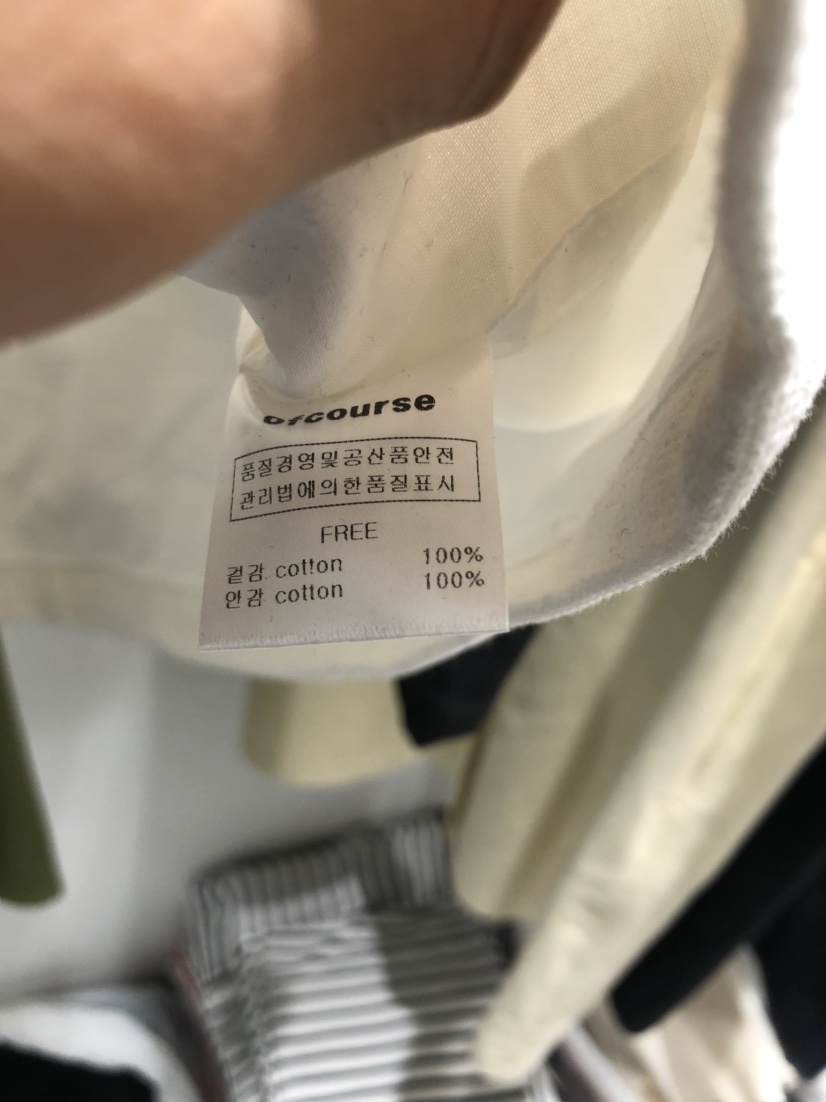 ofcourse
품질경영및공산품안전
관리법에의한품질표시
FREE
겉감 cotton 100%
안감 cotton 100%